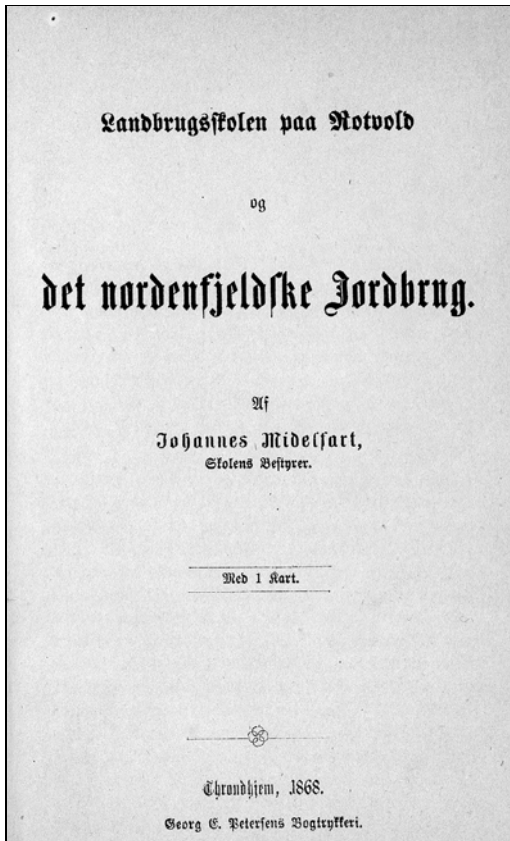 Landbrugsskolen paa Rotvold
og
det nordenfjeldske Jordbrug.
Af
Johannes Midelfart,
Skolens Bestyrer.
Med 1 Kart.
Throndhjem, 1868.
Georg E. Petersens Bogtrykkeri.